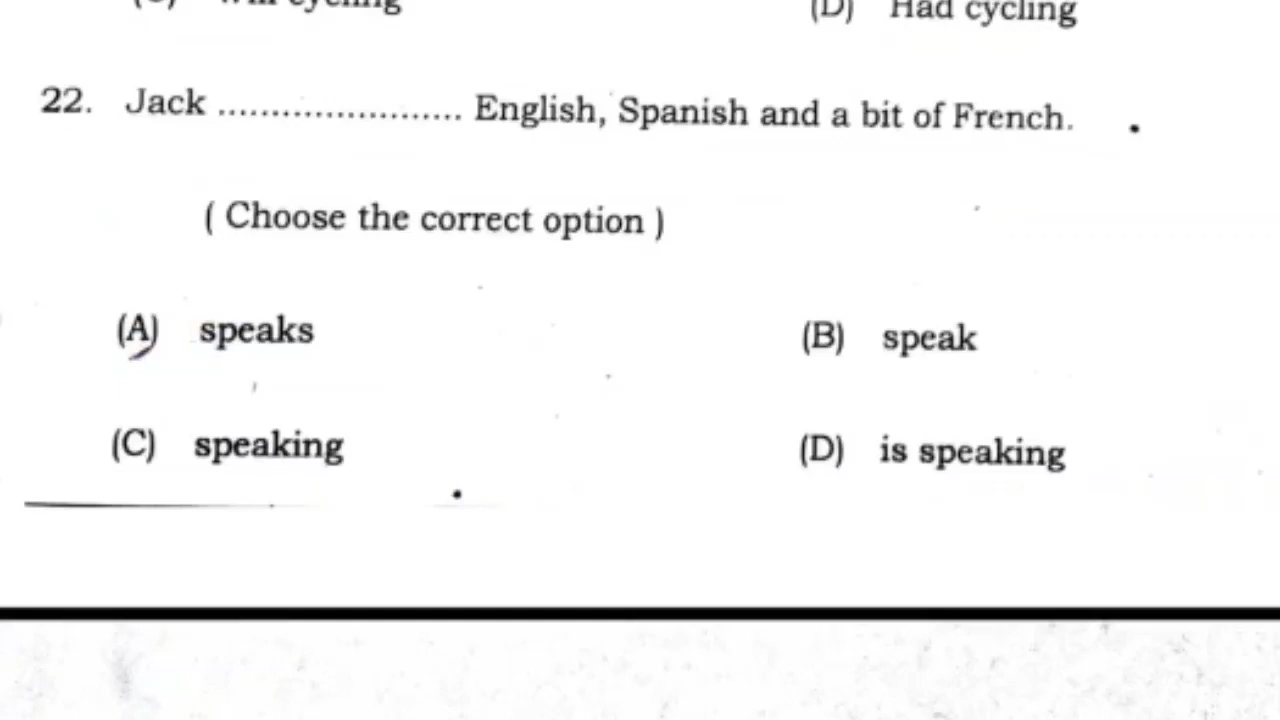 cycling
(D) Had cycling
22. Jack ........................ English, Spanish and a bit of French.
( Choose the correct option )
(A) speaks
(B) speak
(C) speaking
(D) is speaking